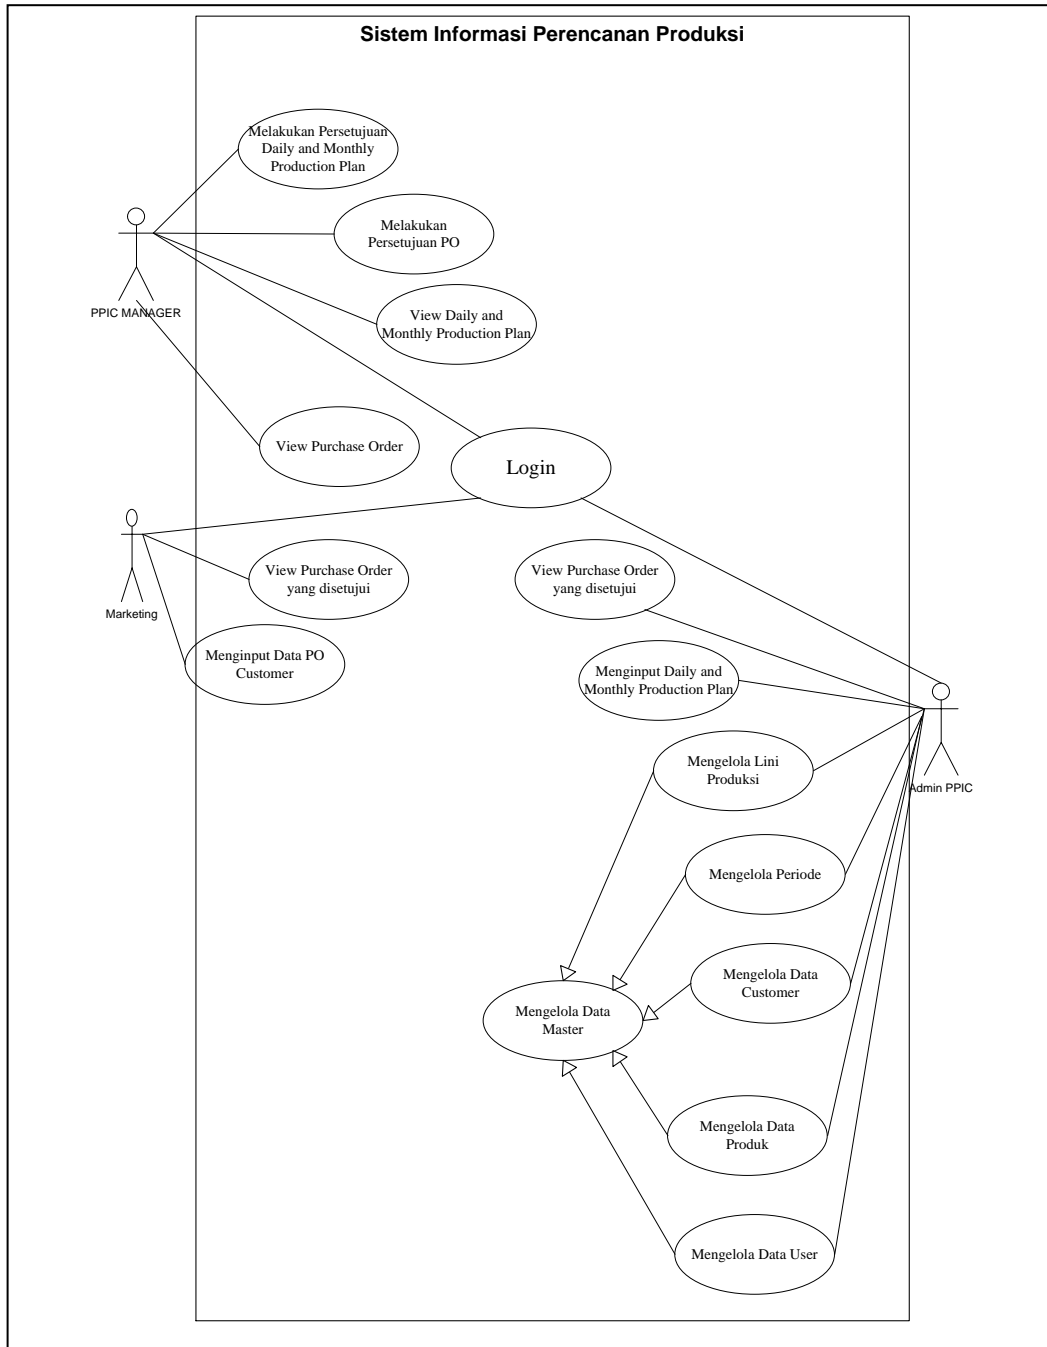 Sistem Informasi Perencanan Produksi
Melakukan Persetujuan
Daily and Monthly
Production Plan
Melakukan
Persetujuan PO
PPIC MANAGER
View Daily and
Monthly Production Plan
View Purchase Order
Login
Marketing
View Purchase Order
yang disetujui
View Purchase Order
yang disetujui
Menginput Data PO
Customer
Menginput Daily and
Monthly Production Plan
Admin PPIC
Mengelola Lini
Produksi
Mengelola Periode
Mengelola Data
Customer
Mengelola Data
Master
Mengelola Data
Produk
Mengelola Data User